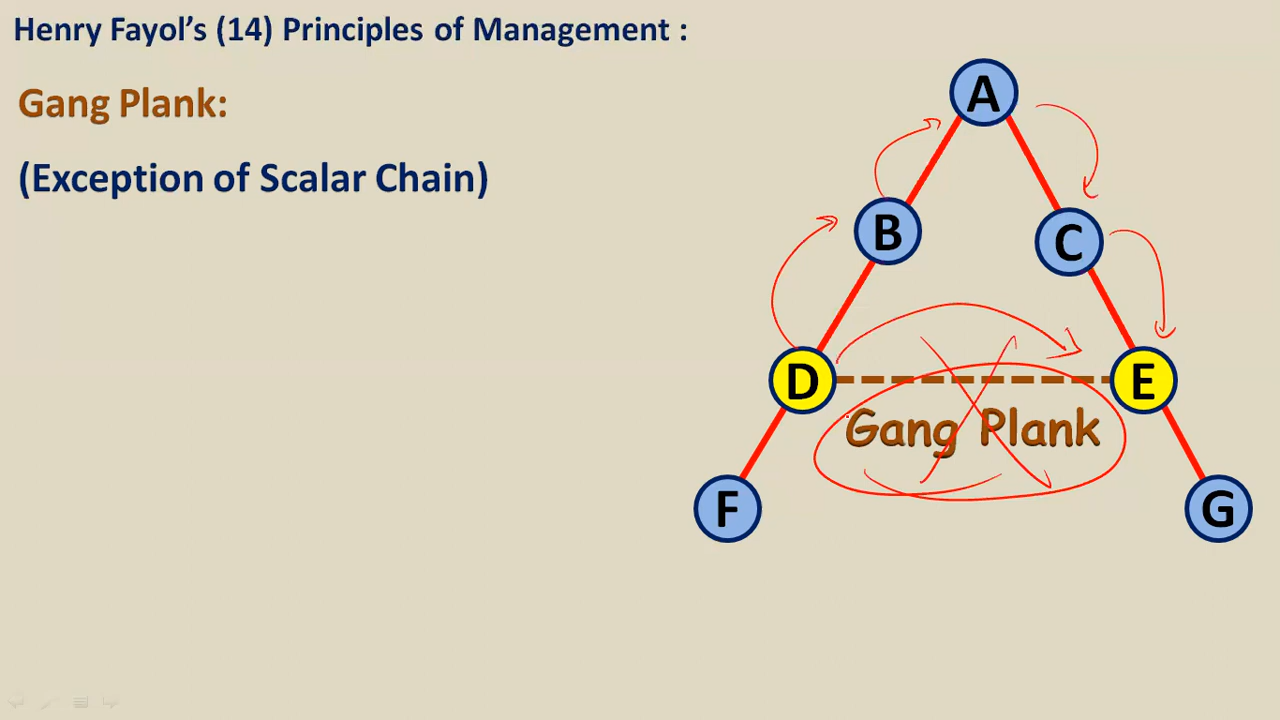 Henry Fayol's (14) Principles of Management :
Gang Plank:
(Exception of Scalar Chain)
A
B
C
D
E
Gang Plank
F
G